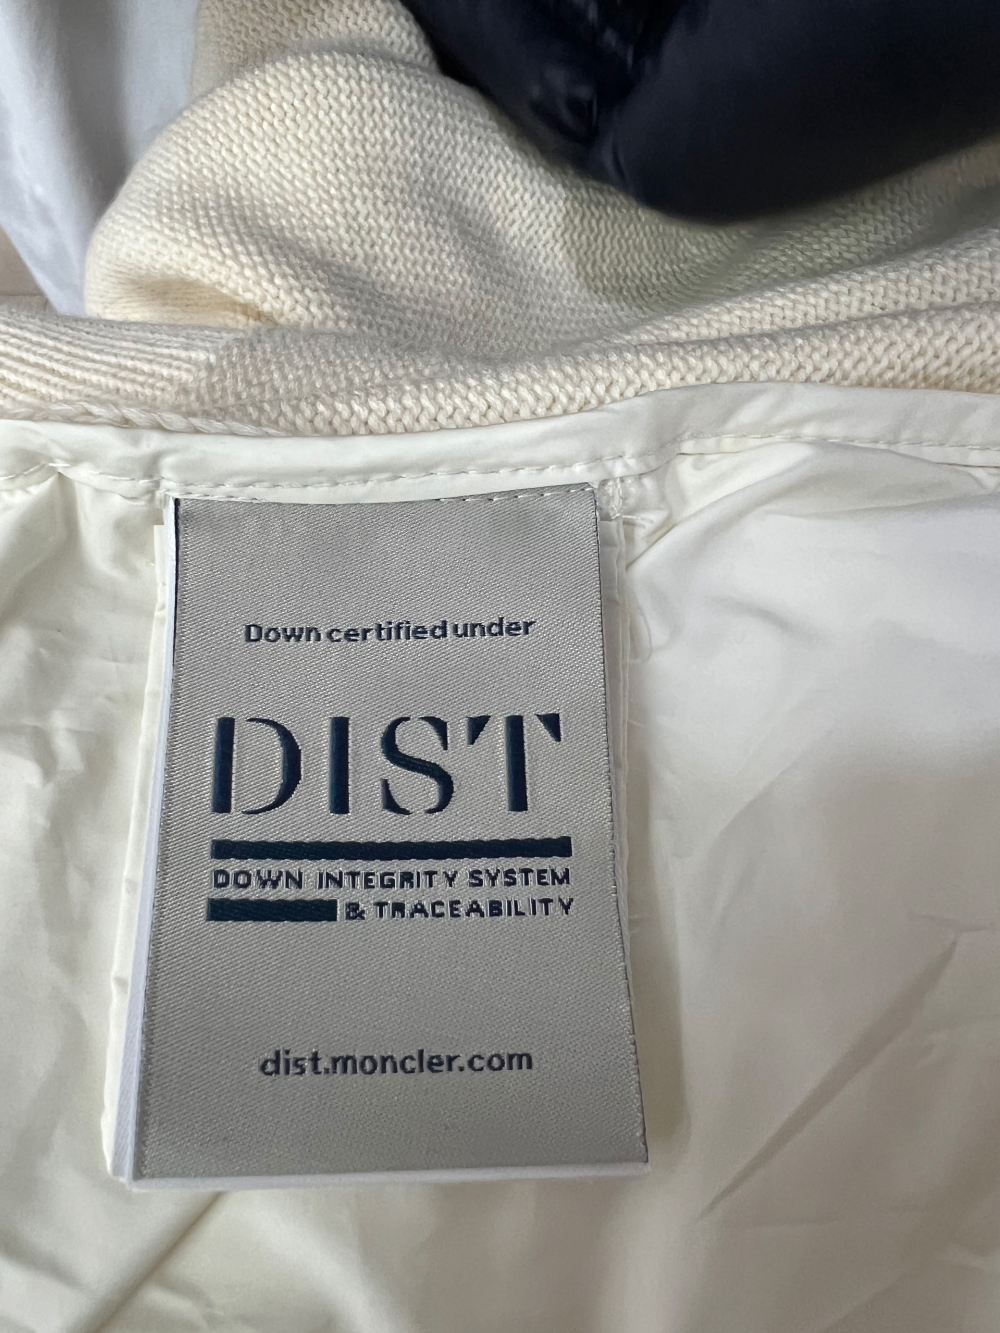 Down certified under
DIST
DOWN INTEGRITY SYSTEM
& TRACEABILITY
dist.moncler.com